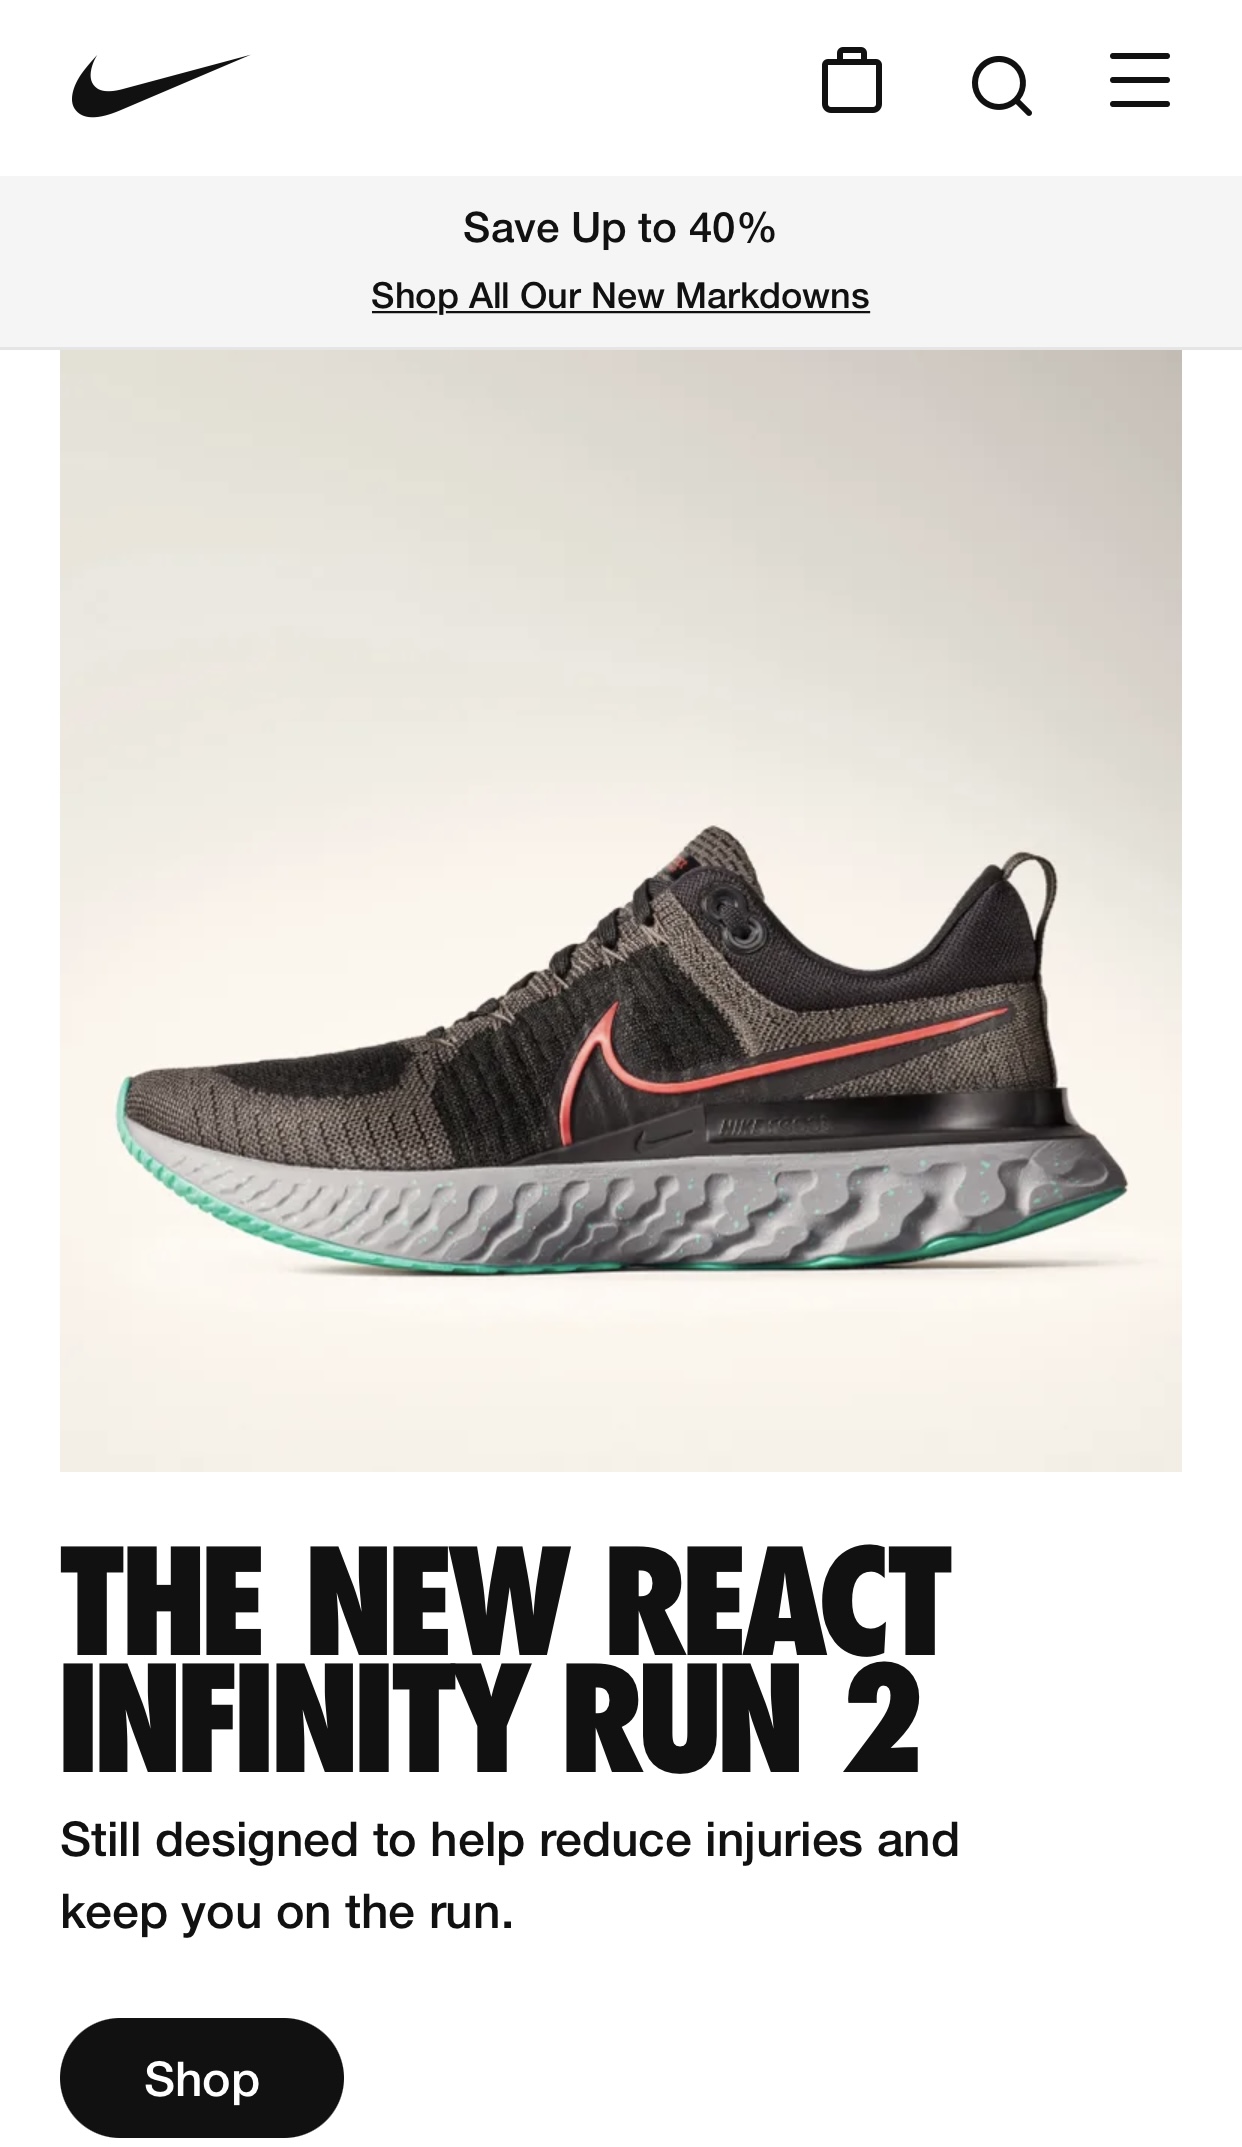 Save Up to 40%
Shop All Our New Markdowns
THE NEW REACT
INFINITY RUN 2
Still designed to help reduce injuries and
keep you on the run.
Shop